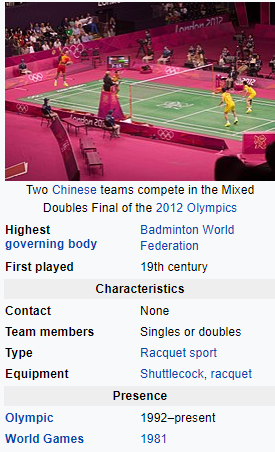 Two Chinese teams compete in the Mixed
Doubles Final of the 2012 Olympics
Highest governing body
Badminton World Federation
First played 19th century
Characteristics
Contact None
Team members Singles or doubles
Type Racquet sport
Equipment Shuttlecock, racquet
Presence
Olympic 1992–present
World Games 1981